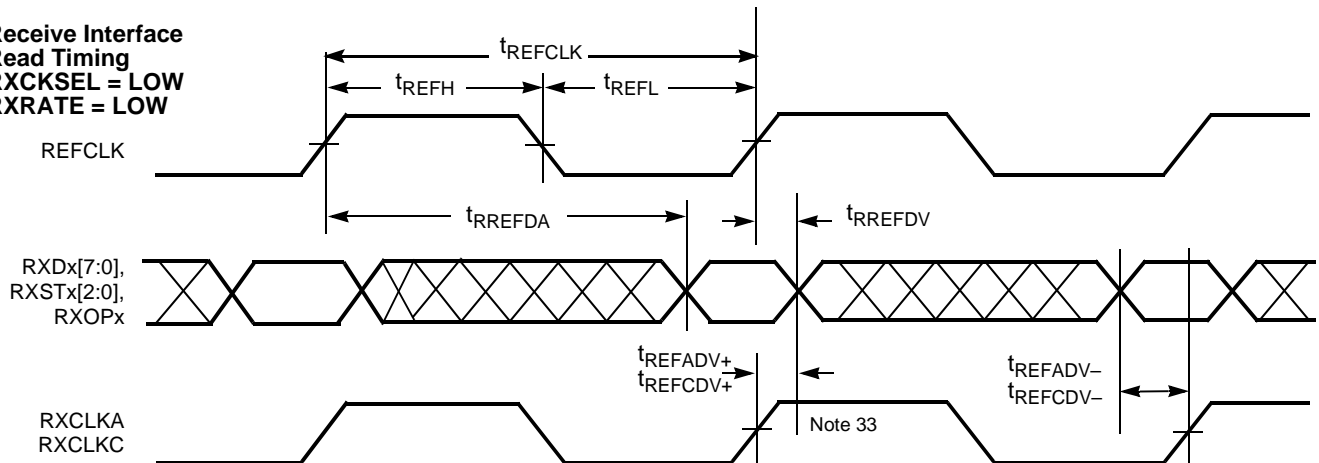 Receive Interface
Read Timing
RXCKSEL = LOW
RXRATE = LOW
tREFCLK
tREFH
tREFL
REFCLK
tRREFDA
tRREFDV
RXDx[7:0],
RXSTx[2:0],
RXOPx
tREFADV+
tREFCDV+
tREFADV–
tREFCDV–
RXCLKA
RXCLKC
Note 33